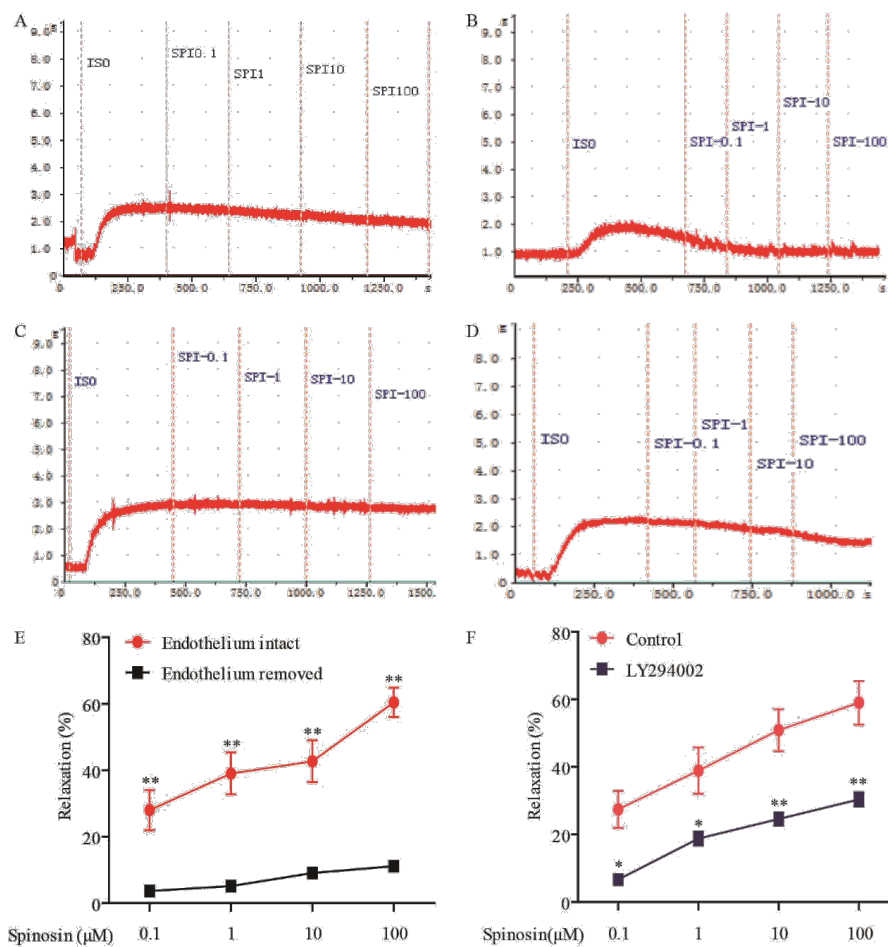 A
g
9.0
8.0
7.0
6.0
5.0
4.0
3.0
2.0
1.0
0
ISO
SPI0.1
SPI1
SPI10
SPI100
0 250.0 500.0 750.0 1000.0 1250.0 s
B
g
9.0
8.0
7.0
6.0
5.0
4.0
3.0
2.0
1.0
0
ISO
SPI-0.1
SPI-1
SPI-10
SPI-100
0 250.0 500.0 750.0 1000.0 1250.0 s
C
g
9.0
8.0
7.0
6.0
5.0
4.0
3.0
2.0
1.0
0
ISO
SPI-0.1
SPI-1
SPI-10
SPI-100
0 250.0 500.0 750.0 1000.0 1250.0 1500
D
g
9.0
8.0
7.0
6.0
5.0
4.0
3.0
2.0
1.0
0
ISO
SPI-0.1
SPI-1
SPI-10
SPI-100
0 250.0 500.0 750.0 1000.0 s
E
Endothelium intact
Endothelium removed
Relaxation (%)
80
60
40
20
0
** ** ** **
Spinosin (μM) 0.1 1 10 100
F
Control
LY294002
Relaxation (%)
80
60
40
20
0
* * ** **
Spinosin(μM) 0.1 1 10 100